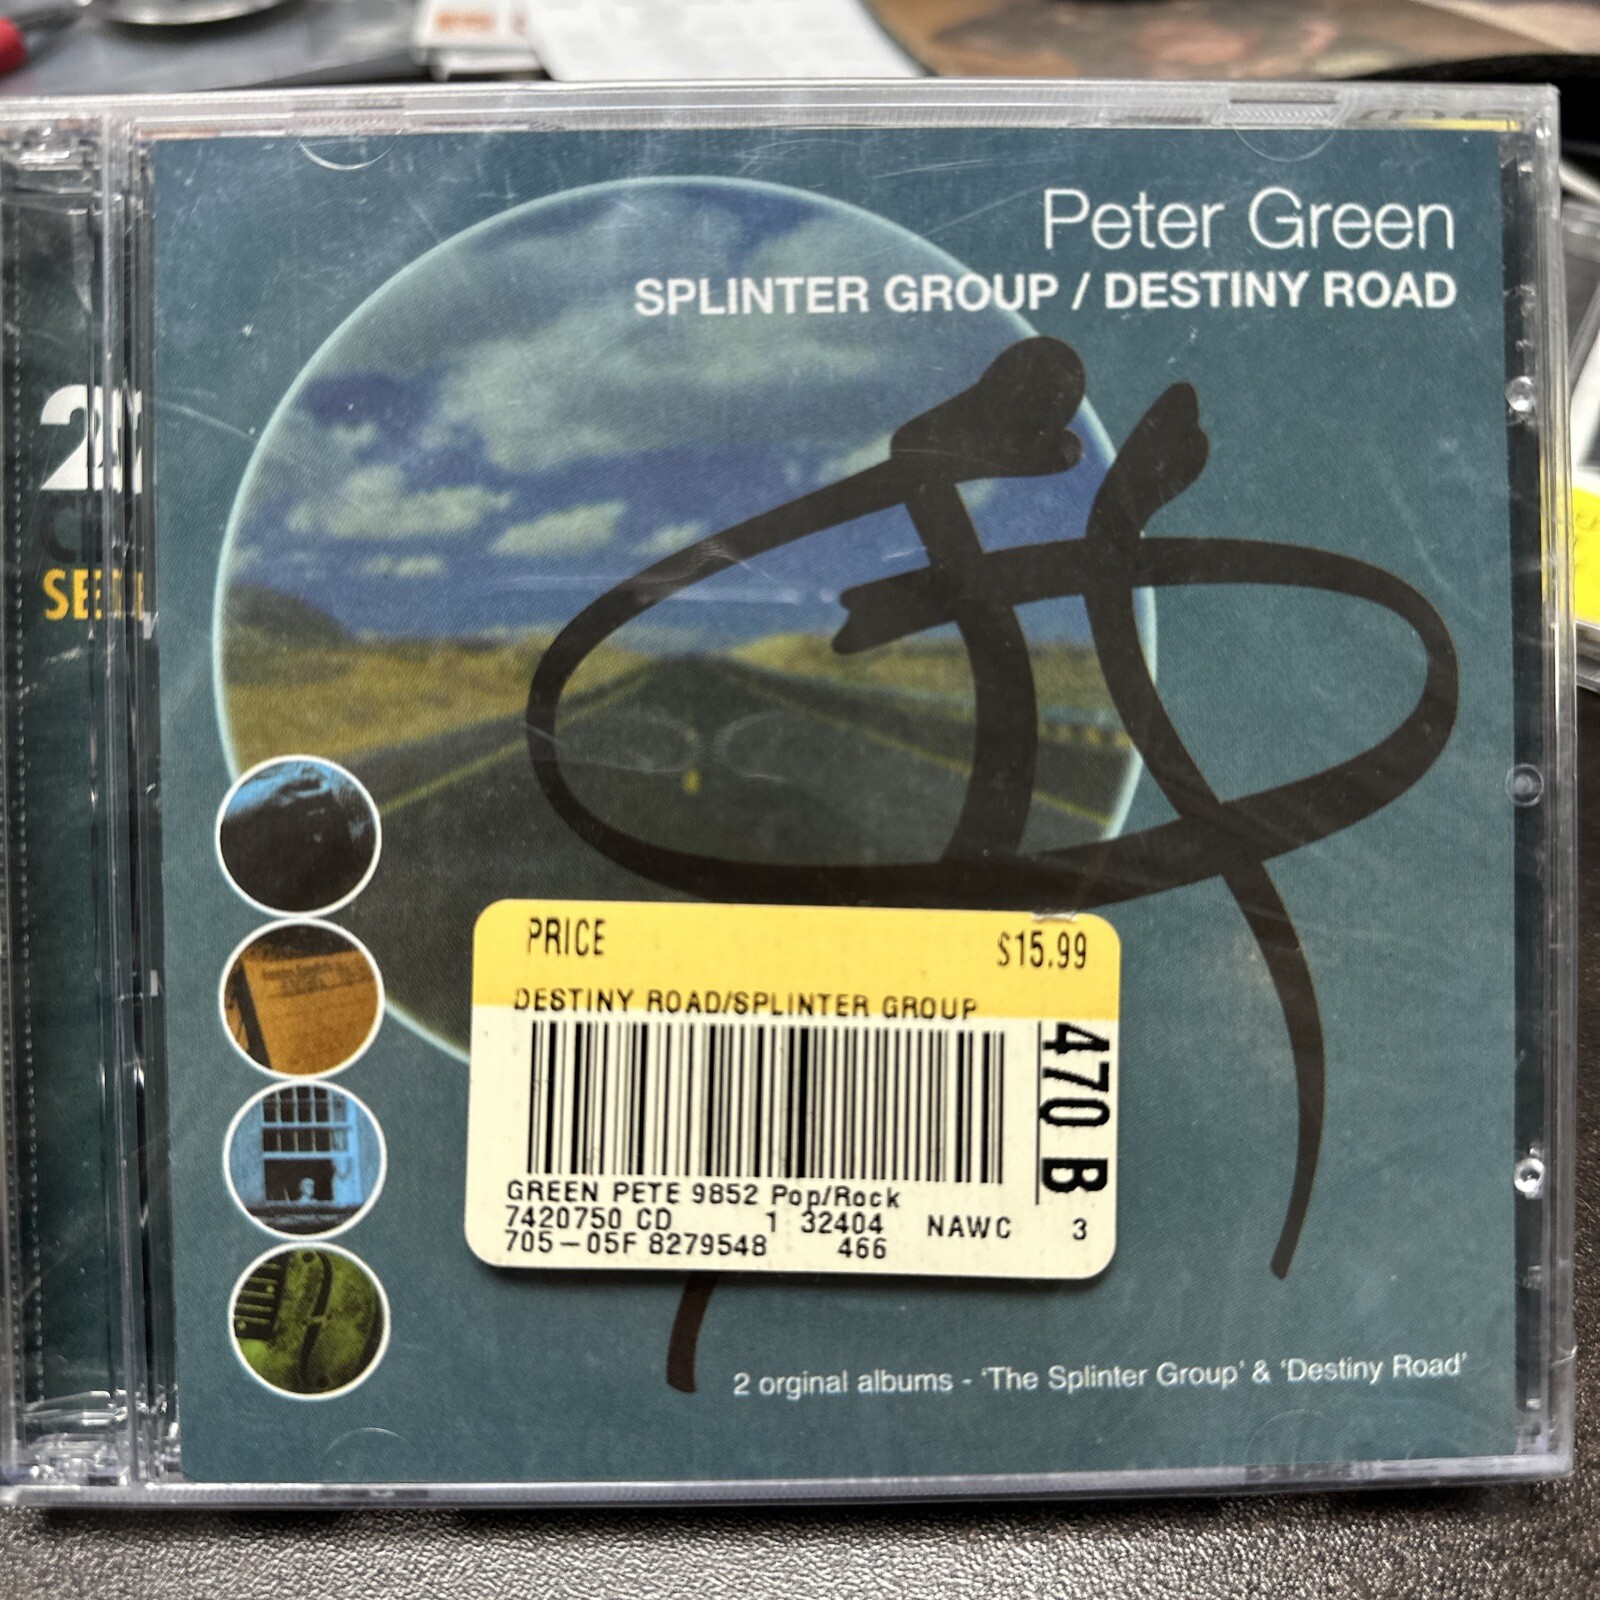 Peter Green
SPLINTER GROUP / DESTINY ROAD
2
PRICE $15.99
DESTINY ROAD/SPLINTER GROUP
470 B
GREEN PETE 9852 Pop/Rock
7420750 CD 1 32404 NAWC 3
705-05F 8279548 466
2 orginal albums - 'The Splinter Group' & 'Destiny Road'